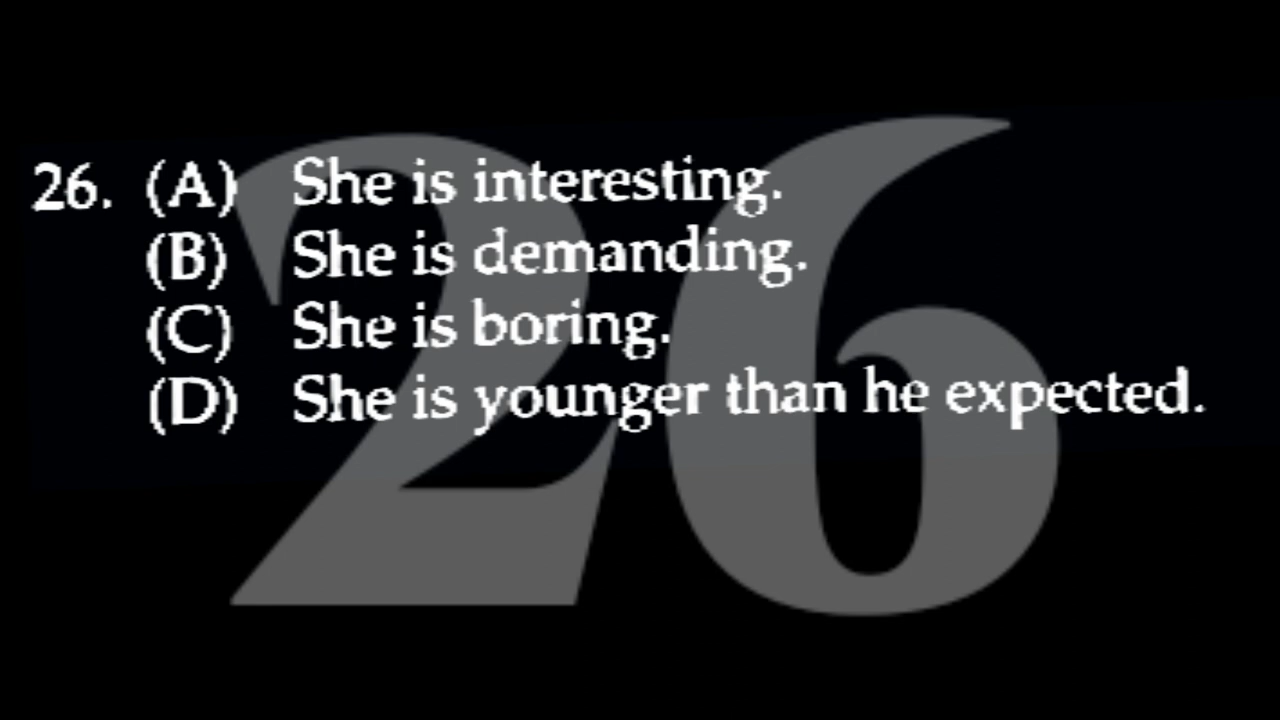 26. (A) She is interesting.
(B) She is demanding.
(C) She is boring.
(D) She is younger than he expected.
26